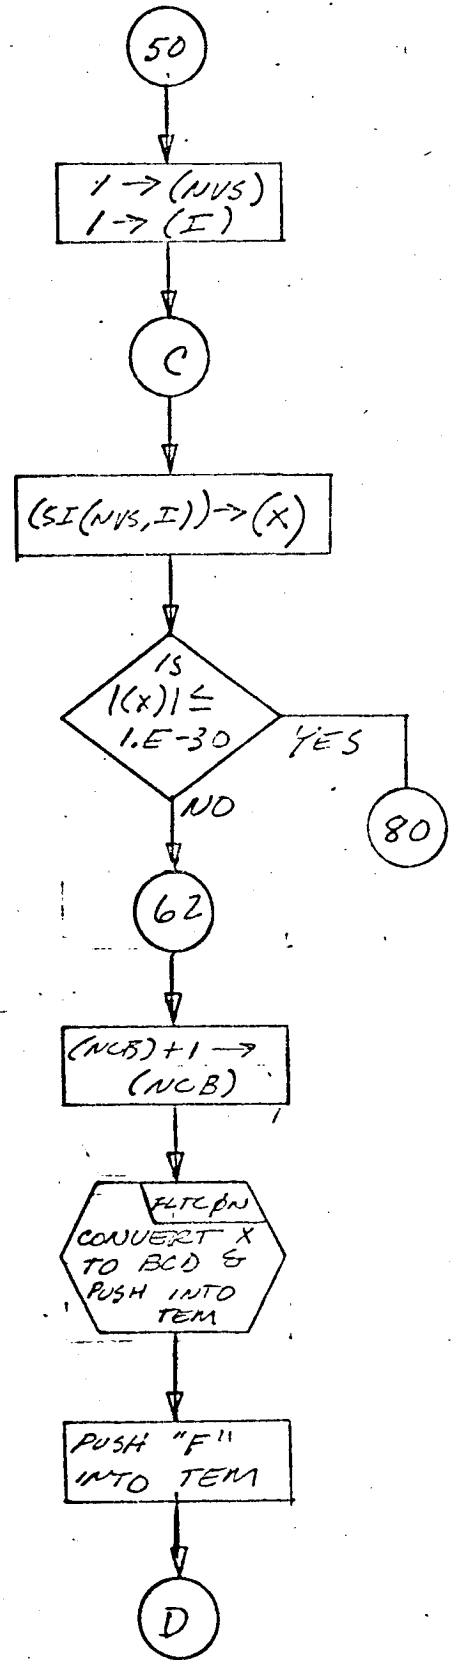 50
1 → (NVS)
1 → (I)
C
(SI(NVS,I)) → (X)
IS
|(X)| ≤
1.E-30
YES
NO
80
62
(NCB)+1 →
(NCB)
FLTCØN
CONVERT X
TO BCD &
PUSH INTO
TEM
PUSH "F"
INTO TEM
D